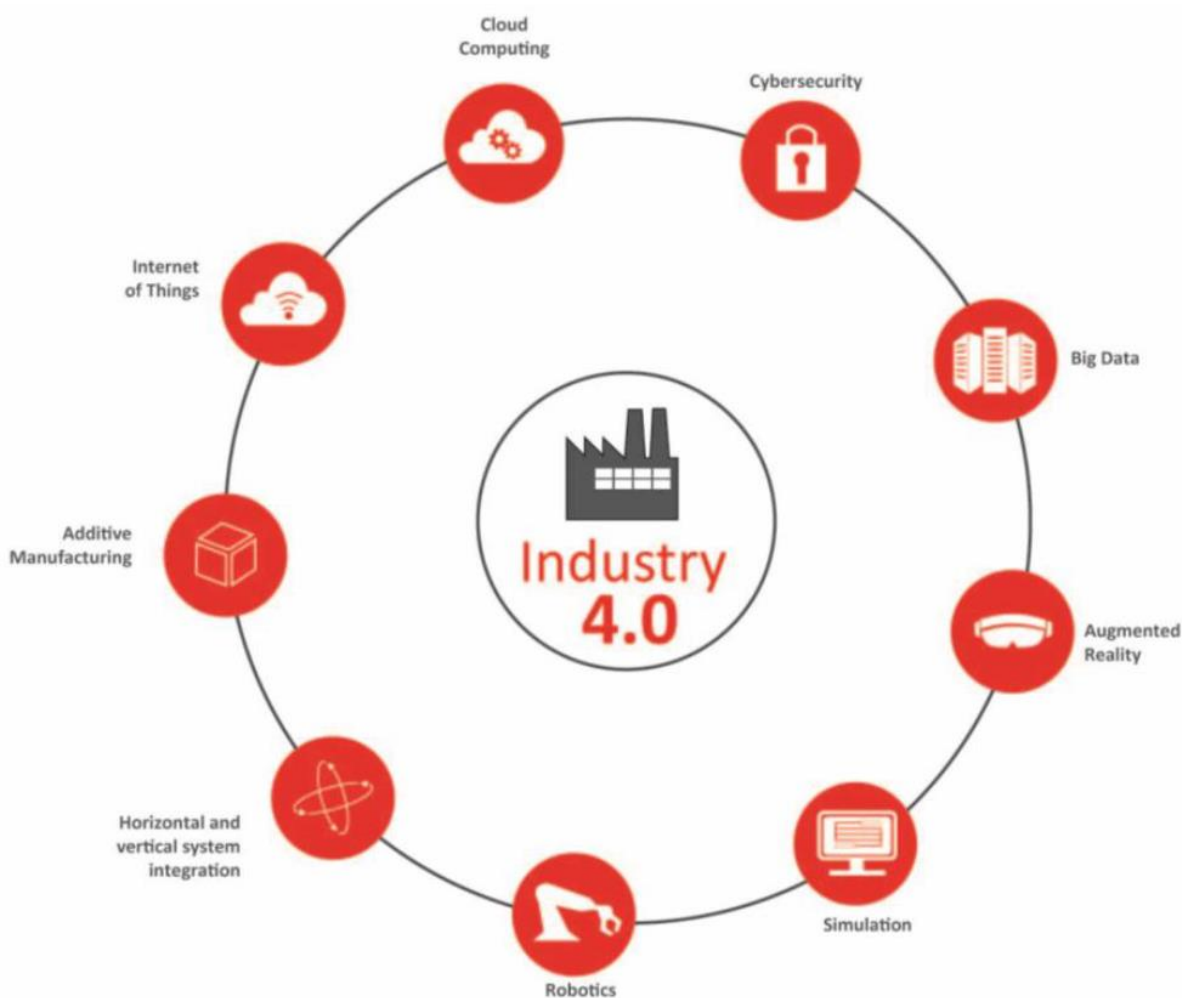 Cloud
Computing
Cybersecurity
Internet
of Things
Big Data
Industry
4.0
Additive
Manufacturing
Augmented
Reality
Horizontal and
vertical system
integration
Simulation
Robotics